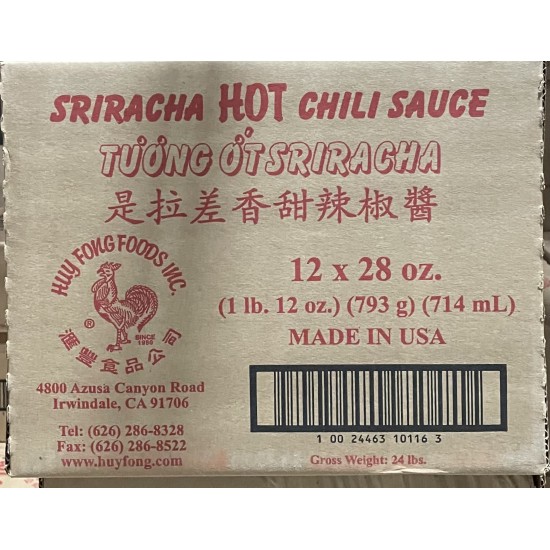 SRIRACHA HOT CHILI SAUCE
TƯƠNG ỚT SRIRACHA
是拉差香甜辣椒醬
HUY FONG FOODS INC.
®
SINCE
1980
滙豐食品公司
4800 Azusa Canyon Road
Irwindale, CA 91706
Tel: (626) 286-8328
Fax: (626) 286-8522
www.huyfong.com
12 x 28 oz.
(1 lb. 12 oz.) (793 g) (714 mL)
MADE IN USA
1 00 24463 10116 3
Gross Weight: 24 lbs.